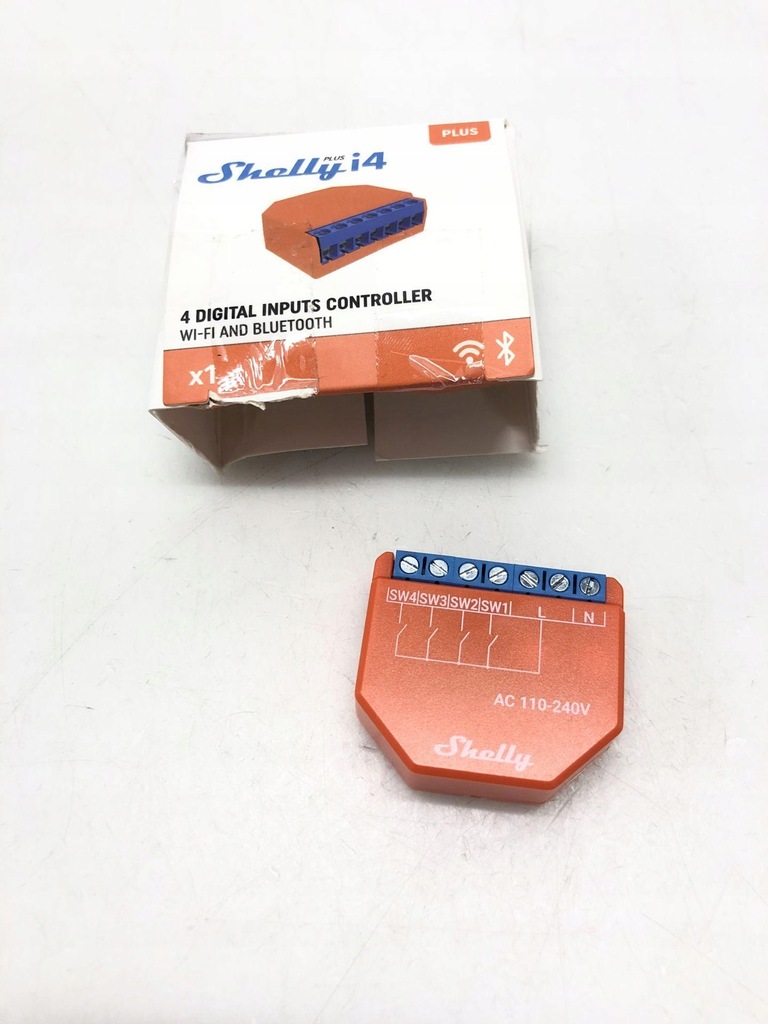 PLUS
Shelly PLUS i4
4 DIGITAL INPUTS CONTROLLER
WI-FI AND BLUETOOTH
x1
SW4 SW3 SW2 SW1 L N
AC 110-240V
Shelly